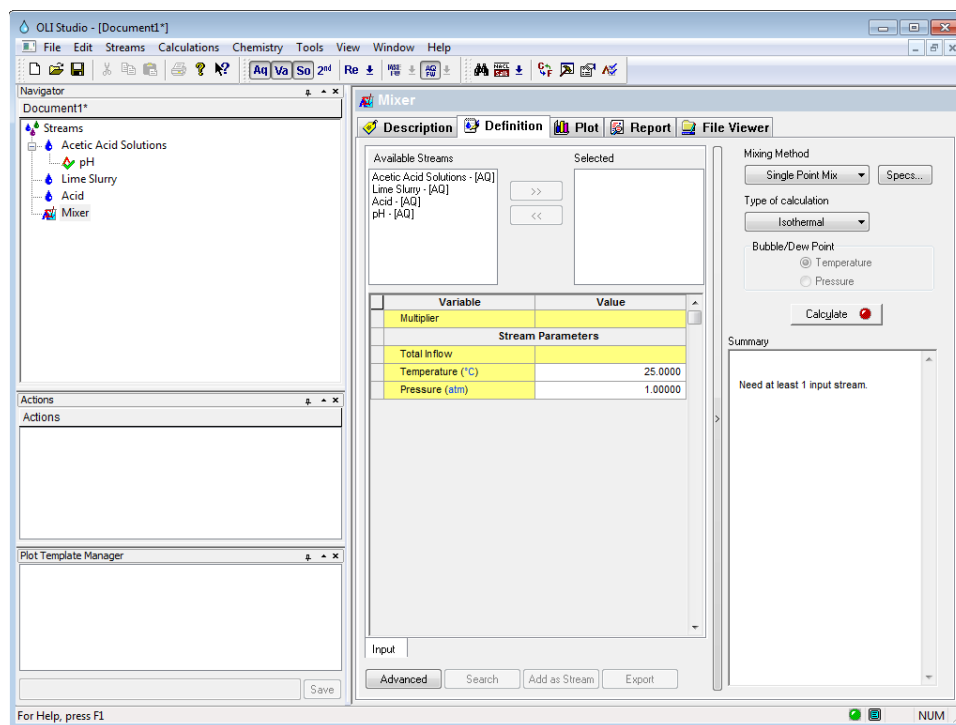 OLI Studio - [Document1*]
File Edit Streams Calculations Chemistry Tools View Window Help
Aq Va So 2nd Re
Navigator
Document1*
Streams
Acetic Acid Solutions
pH
Lime Slurry
Acid
Mixer
Actions
Actions
Plot Template Manager
Save
Mixer
Description Definition Plot Report File Viewer
Available Streams
Selected
Acetic Acid Solutions - [AQ]
Lime Slurry - [AQ]
Acid - [AQ]
pH - [AQ]
>>
<<
Variable Value
Multiplier
Stream Parameters
Total Inflow
Temperature (°C) 25.0000
Pressure (atm) 1.00000
Input
Advanced Search Add as Stream Export
>
Mixing Method
Single Point Mix Specs...
Type of calculation
Isothermal
Bubble/Dew Point
Temperature
Pressure
Calculate
Summary
Need at least 1 input stream.
For Help, press F1
NUM